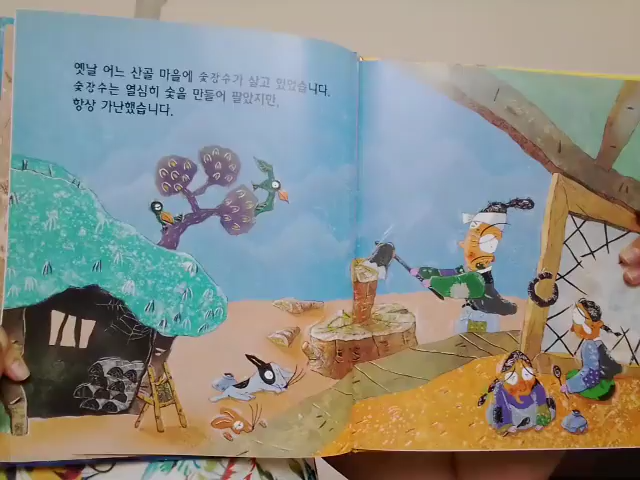 옛날 어느 산골 마을에 숯장수가 살고 있었습니다.
숯장수는 열심히 숯을 만들어 팔았지만,
항상 가난했습니다.